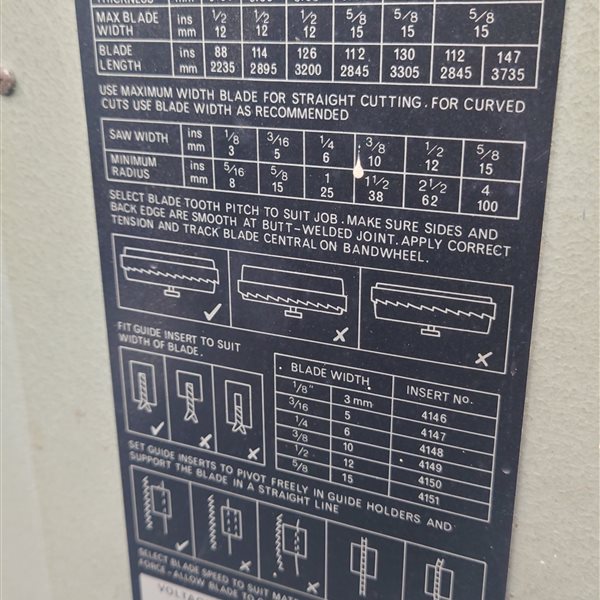 THICKNESS mm
MAX BLADE WIDTH ins 1/2 1/2 1/2 5/8 5/8 5/8
mm 12 12 12 15 15 15
BLADE LENGTH ins 88 114 126 112 130 112 147
mm 2235 2895 3200 2845 3305 2845 3735
USE MAXIMUM WIDTH BLADE FOR STRAIGHT CUTTING. FOR CURVED
CUTS USE BLADE WIDTH AS RECOMMENDED
SAW WIDTH ins 1/8 3/16 1/4 3/8 1/2 5/8
mm 3 5 6 10 12 15
MINIMUM RADIUS ins 5/16 5/8 1 1 1/2 2 1/2 4
mm 8 15 25 38 62 100
SELECT BLADE TOOTH PITCH TO SUIT JOB. MAKE SURE SIDES AND
BACK EDGE ARE SMOOTH AT BUTT-WELDED JOINT. APPLY CORRECT
TENSION AND TRACK BLADE CENTRAL ON BANDWHEEL.
FIT GUIDE INSERT TO SUIT
WIDTH OF BLADE.
BLADE WIDTH INSERT No.
1/8" 3mm 4146
3/16 5 4147
1/4 6 4148
3/8 10 4149
1/2 12 4150
5/8 15 4151
SET GUIDE INSERTS TO PIVOT FREELY IN GUIDE HOLDERS AND
SUPPORT THE BLADE IN A STRAIGHT LINE
SELECT BLADE SPEED TO SUIT
FORCE - ALLOW BLADE TO